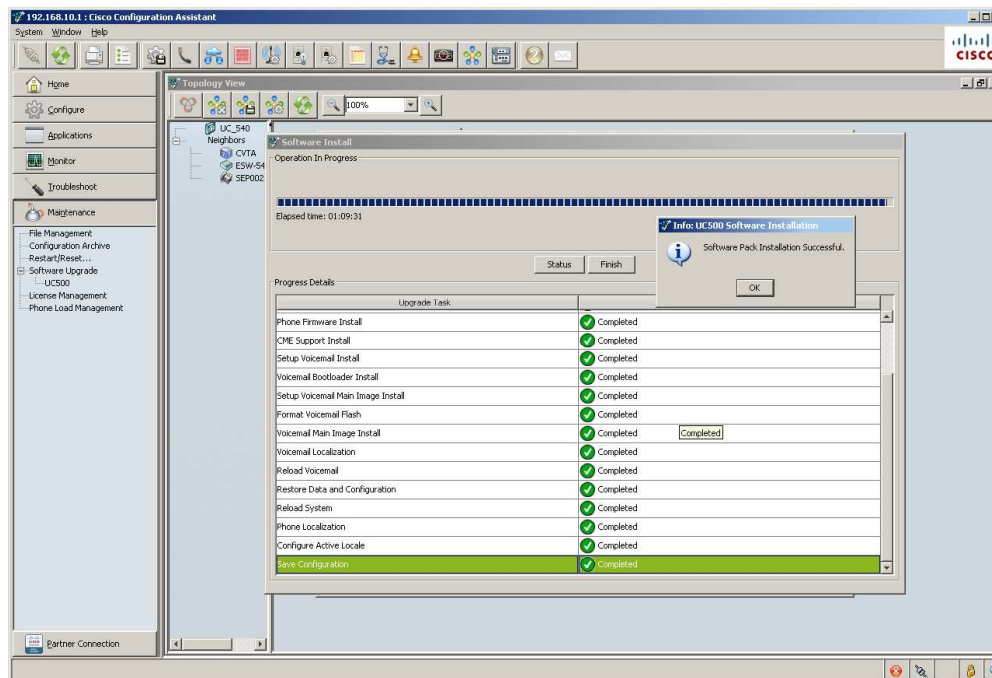 192.168.10.1 : Cisco Configuration Assistant
System Window Help
CISCO
Home
Configure
Applications
Monitor
Troubleshoot
Maintenance
File Management
Configuration Archive
Restart/Reset...
Software Upgrade
UC500
License Management
Phone Load Management
Partner Connection
Topology View
100%
UC_540
Neighbors
CVTA
ESW-54
SEP002
Software Install
Operation In Progress
Elapsed time: 01:09:31
Status Finish
Info: UC500 Software Installation
Software Pack Installation Successful.
OK
Progress Details
Upgrade Task
Phone Firmware Install Completed
CME Support Install Completed
Setup Voicemail Install Completed
Voicemail Bootloader Install Completed
Setup Voicemail Main Image Install Completed
Format Voicemail Flash Completed
Voicemail Main Image Install Completed Completed
Voicemail Localization Completed
Reload Voicemail Completed
Restore Data and Configuration Completed
Reload System Completed
Phone Localization Completed
Configure Active Locale Completed
Save Configuration Completed